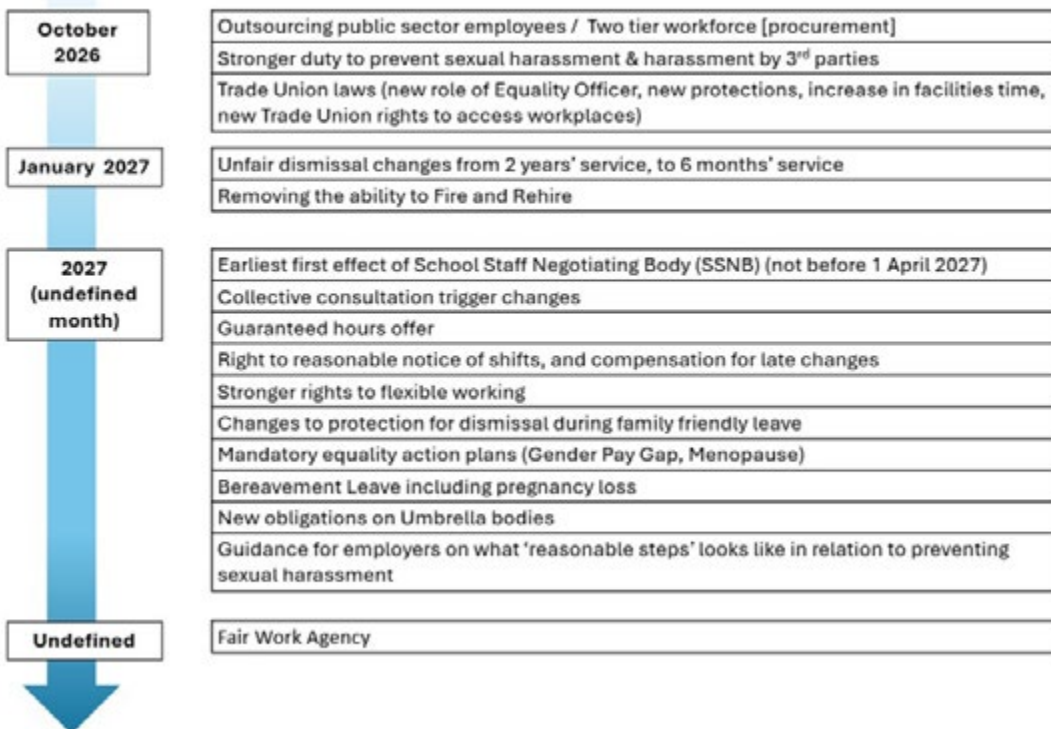 October
2026
Outsourcing public sector employees / Two tier workforce [procurement]
Stronger duty to prevent sexual harassment & harassment by 3rd parties
Trade Union laws (new role of Equality Officer, new protections, increase in facilities time,
new Trade Union rights to access workplaces)
January 2027
Unfair dismissal changes from 2 years’ service, to 6 months’ service
Removing the ability to Fire and Rehire
2027
(undefined
month)
Earliest first effect of School Staff Negotiating Body (SSNB) (not before 1 April 2027)
Collective consultation trigger changes
Guaranteed hours offer
Right to reasonable notice of shifts, and compensation for late changes
Stronger rights to flexible working
Changes to protection for dismissal during family friendly leave
Mandatory equality action plans (Gender Pay Gap, Menopause)
Bereavement Leave including pregnancy loss
New obligations on Umbrella bodies
Guidance for employers on what ‘reasonable steps’ looks like in relation to preventing
sexual harassment
Undefined
Fair Work Agency